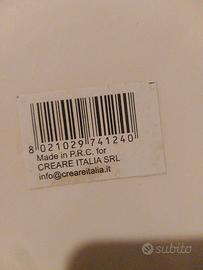 8 021029 741240
Made in P.R.C. for
CREARE ITALIA SRL
info@creareitalia.it
subito